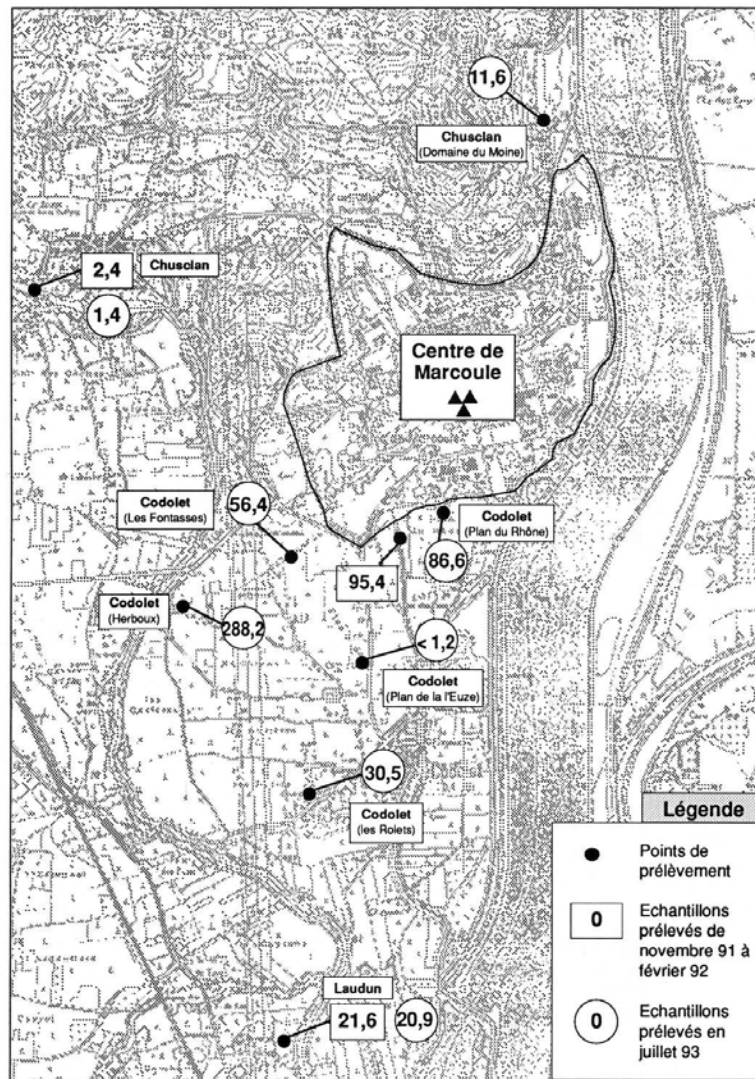 11,6
Chusclan
(Domaine du Moine)
2,4
Chusclan
1,4
Centre de
Marcoule
Codolet
(Les Fontasses)
56,4
Codolet
(Plan du Rhône)
95,4
86,6
Codolet
(Herboux)
288,2
< 1,2
Codolet
(Plan de la l'Euze)
30,5
Codolet
(les Rolets)
Légende
Points de
prélèvement
0
Echantillons
prélevés de
novembre 91 à
février 92
0
Echantillons
prélevés en
juillet 93
Laudun
21,6
20,9